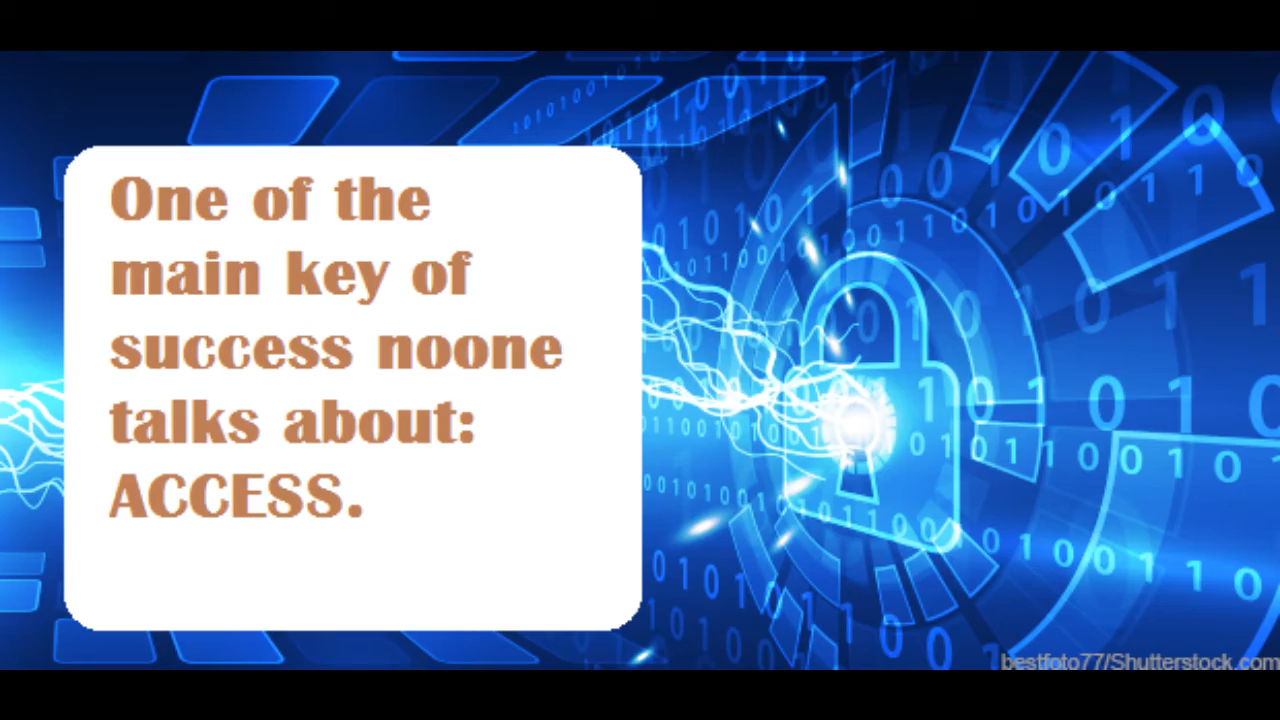 One of the
main key of
success noone
talks about:
ACCESS.
bestfoto77/Shutterstock.com